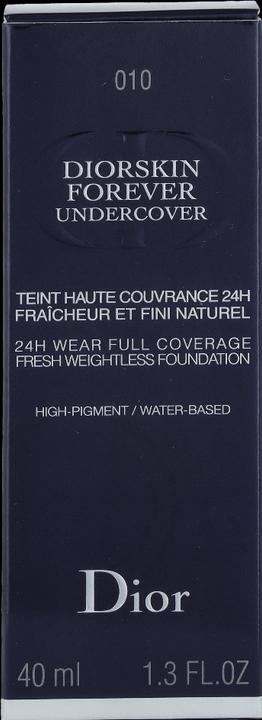 010
DIORSKIN
FOREVER
UNDERCOVER
TEINT HAUTE COUVRANCE 24H
FRAÎCHEUR ET FINI NATUREL
24H WEAR FULL COVERAGE
FRESH WEIGHTLESS FOUNDATION
HIGH-PIGMENT / WATER-BASED
Dior
40 ml 1.3 FL.OZ